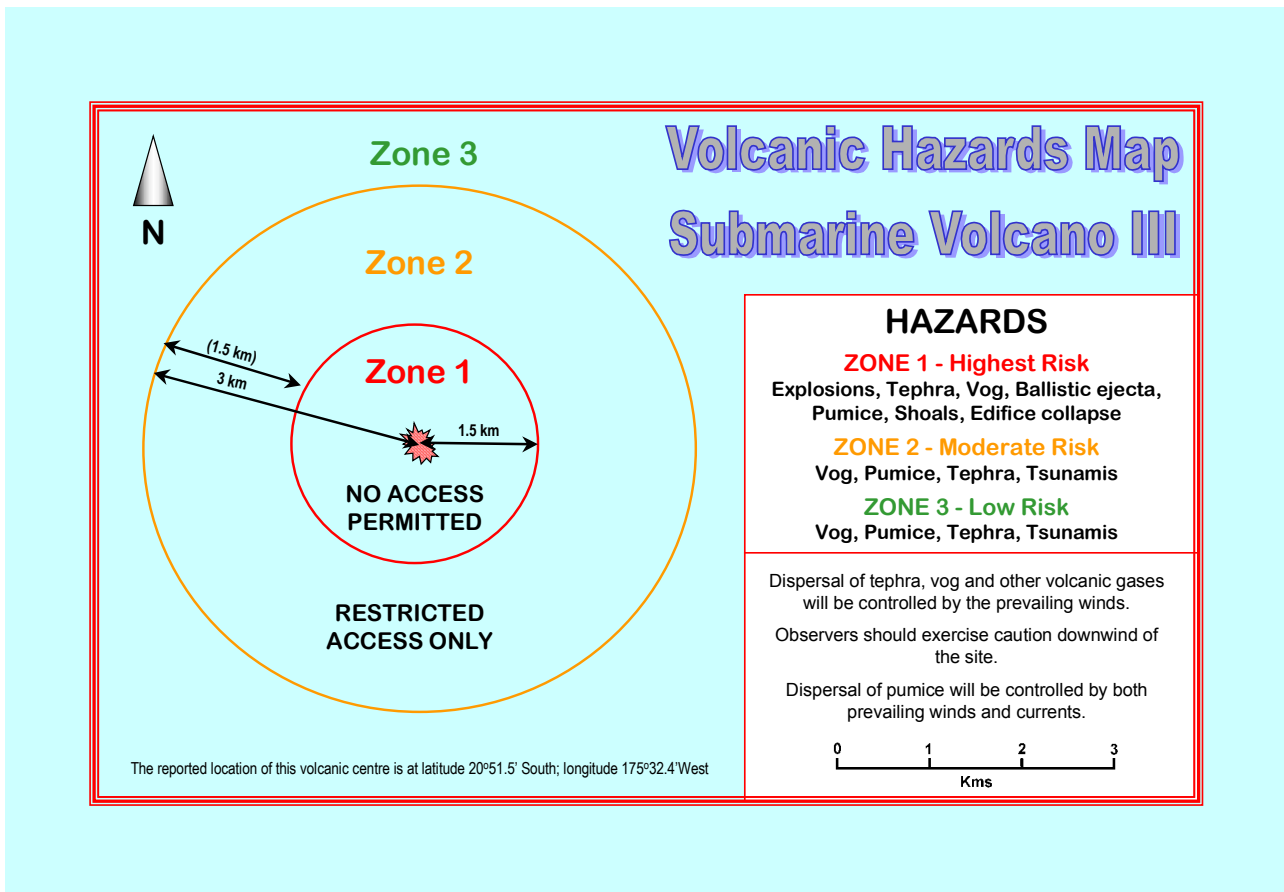 Volcanic Hazards Map
Submarine Volcano III
Zone 3
N
Zone 2
(1.5 km)
3 km
Zone 1
1.5 km
NO ACCESS
PERMITTED
RESTRICTED
ACCESS ONLY
The reported location of this volcanic centre is at latitude 20º51.5’ South; longitude 175º32.4’West
HAZARDS
ZONE 1 - Highest Risk
Explosions, Tephra, Vog, Ballistic ejecta,
Pumice, Shoals, Edifice collapse
ZONE 2 - Moderate Risk
Vog, Pumice, Tephra, Tsunamis
ZONE 3 - Low Risk
Vog, Pumice, Tephra, Tsunamis
Dispersal of tephra, vog and other volcanic gases
will be controlled by the prevailing winds.
Observers should exercise caution downwind of
the site.
Dispersal of pumice will be controlled by both
prevailing winds and currents.
0 1 2 3
Kms